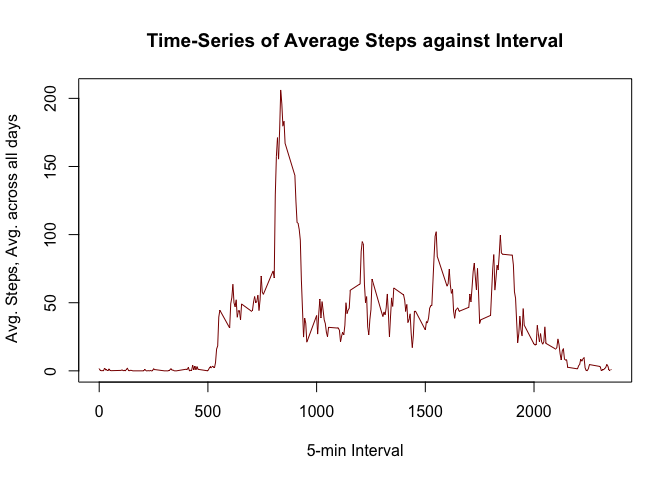 Time-Series of Average Steps against Interval
Avg. Steps, Avg. across all days
200
150
100
50
0
0 500 1000 1500 2000
5-min Interval